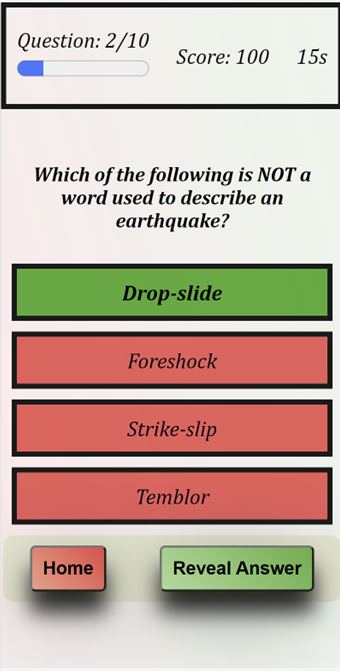 Question: 2/10
Score: 100
15s
Which of the following is NOT a
word used to describe an
earthquake?
Drop-slide
Foreshock
Strike-slip
Temblor
Home
Reveal Answer